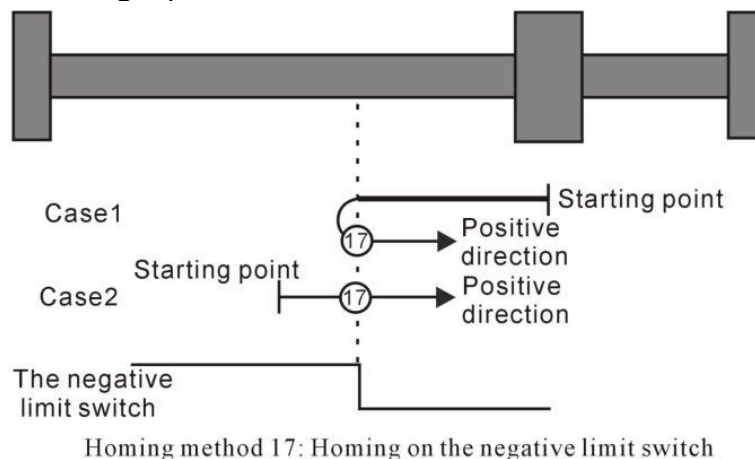 Case1
Starting point
17
Positive
direction
Starting point
Case2
17
Positive
direction
The negative
limit switch
Homing method 17: Homing on the negative limit switch